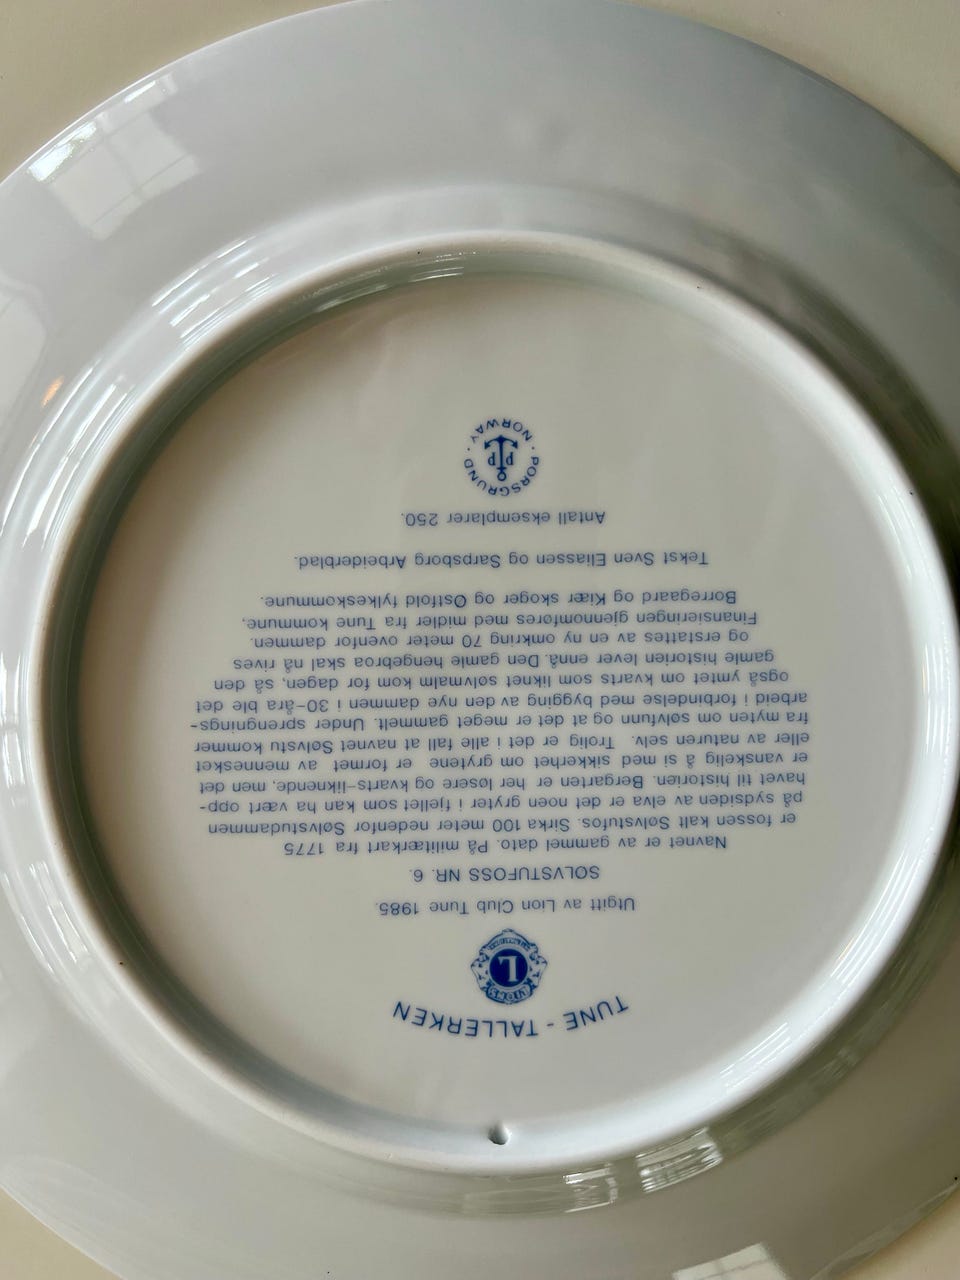 TUNE - TALLERKEN
LIONS
L
Utgitt av Lion Club Tune 1985.
SØLVSTUFOSS NR. 6
Navnet er av gammel dato. På militærkart fra 1775
er fossen kalt Sølvstufos. Sirka 100 meter nedenfor Sølvstudammen
på sydsiden av elva er det noen gryter i fjellet som kan ha vært opp-
havet til historien. Bergarten er her løsere og kvarts-liknende, men det
er vanskelig å si med sikkerhet om grytene er formet av mennesket
eller av naturen selv. Trolig er det i alle fall at navnet Sølvstu kommer
fra myten om sølvfunn og at det er meget gammelt. Under sprengnings-
arbeid i forbindelse med bygging av den nye dammen i 30-åra ble det
også ymtet om kvarts som liknet sølvmalm kom for dagen, så den
gamle historien lever ennå. Den gamle hengebroa skal nå rives
og erstattes av en ny omkring 70 meter ovenfor dammen.
Finansieringen gjennomføres med midler fra Tune kommune,
Borregaard og Kiær skoger og Østfold fylkeskommune.
Tekst Sven Eliassen og Sarpsborg Arbeiderblad.
Antall eksemplarer 250.
· PORSGRUND · NORWAY
PP